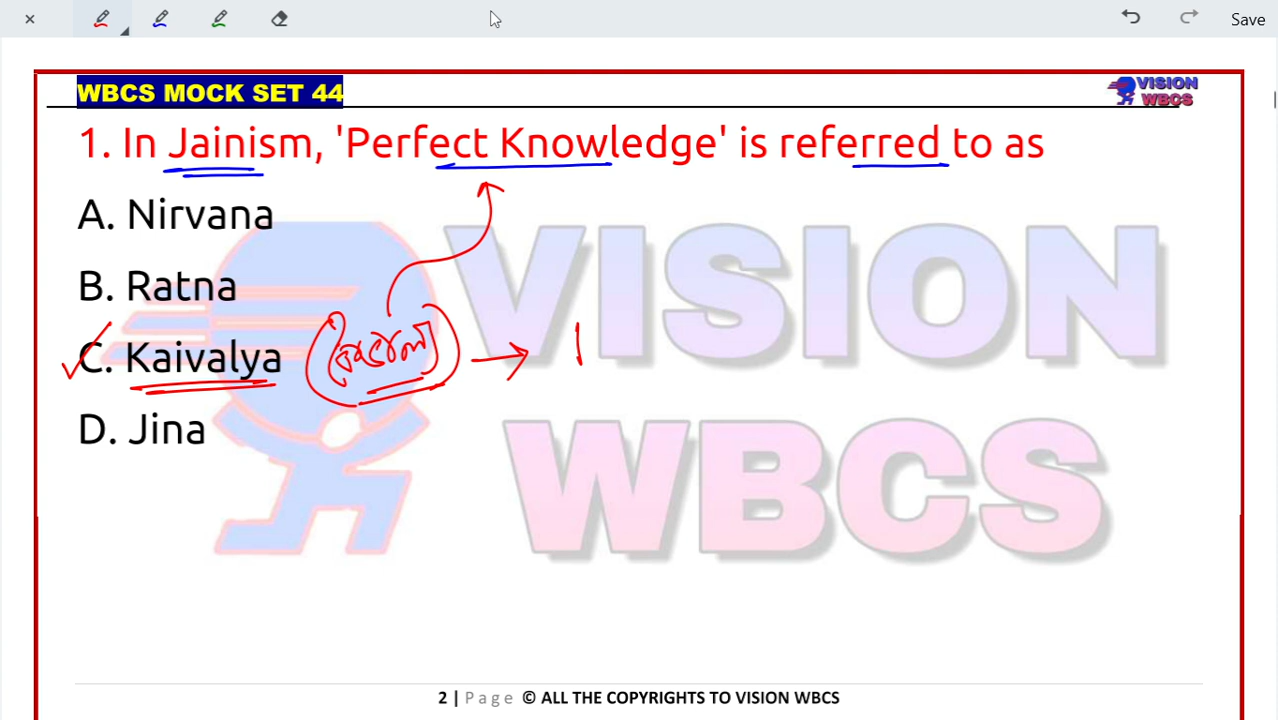 Save
WBCS MOCK SET 44
VISION
WBCS
1. In Jainism, 'Perfect Knowledge' is referred to as
A. Nirvana
B. Ratna
C. Kaivalya
D. Jina
VISION
WBCS
2 | Page © ALL THE COPYRIGHTS TO VISION WBCS